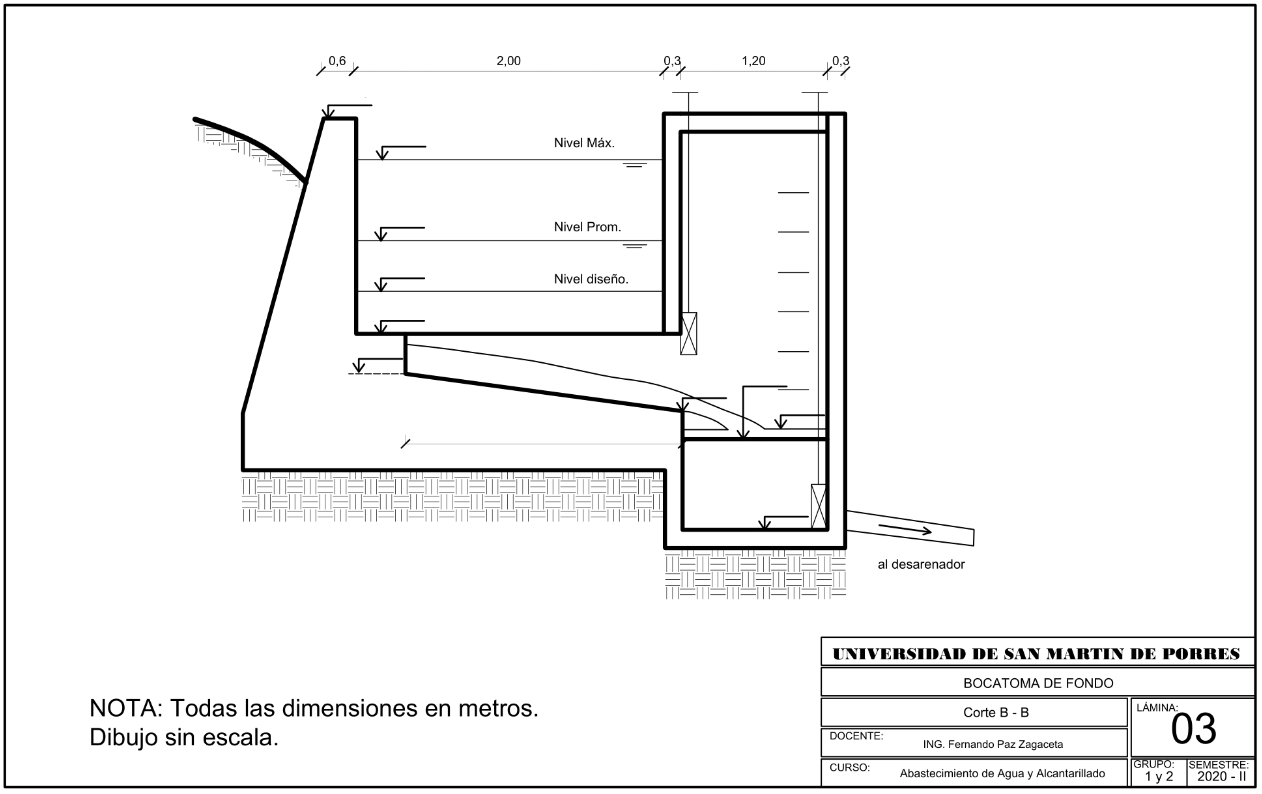 0,6 2,00 0,3 1,20 0,3
Nivel Máx.
Nivel Prom.
Nivel diseño.
al desarenador
NOTA: Todas las dimensiones en metros.
Dibujo sin escala.
UNIVERSIDAD DE SAN MARTIN DE PORRES
BOCATOMA DE FONDO
Corte B - B
LÁMINA:
03
DOCENTE:
ING. Fernando Paz Zagaceta
CURSO:
Abastecimiento de Agua y Alcantarillado
GRUPO:
1 y 2
SEMESTRE:
2020 - II